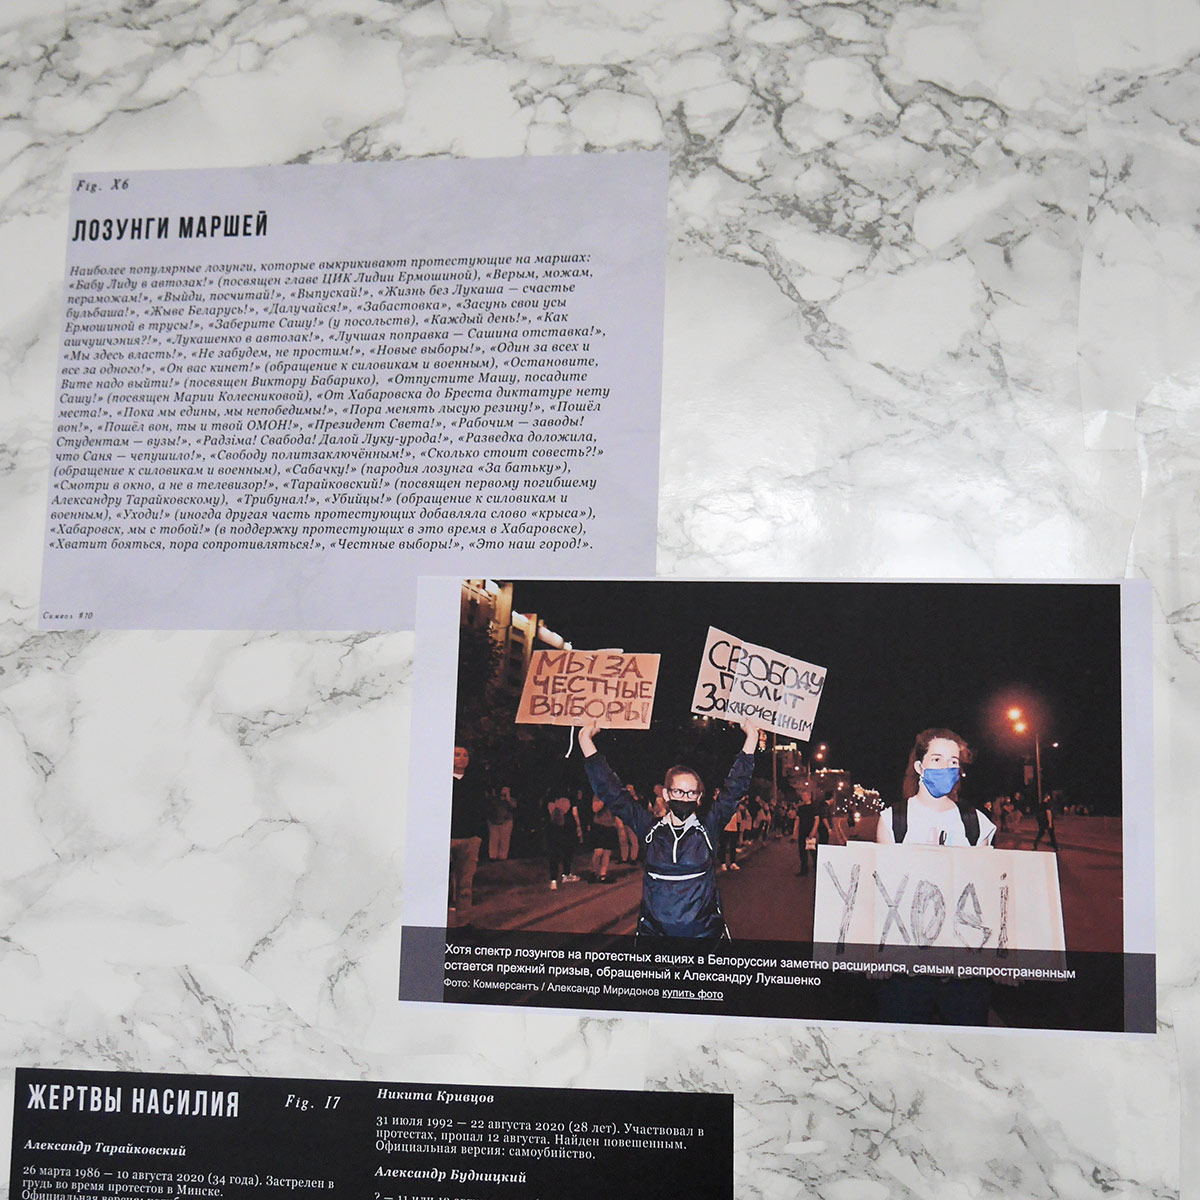 Fig. X6
ЛОЗУНГИ МАРШЕЙ
Наиболее популярные лозунги, которые выкрикивают протестующие на маршах:
«Бабу Лиду в автозак!» (посвящен главе ЦИК Лидии Ермошиной), «Верым, можам,
пераможам!», «Выйди, посчитай!», «Выпускай!», «Жизнь без Лукаша — счастье
бульбаша!», «Жыве Беларусь!», «Далучайся!», «Забастовка», «Засунь свои усы
Ермошиной в трусы!», «Заберите Сашу!» (у посольств), «Каждый день!», «Как
ашчушчэния?!», «Лукашенко в автозак!», «Лучшая поправка — Сашина отставка!»,
«Мы здесь власть!», «Не забудем, не простим!», «Новые выборы!», «Один за всех и
все за одного!», «Он вас кинет!» (обращение к силовикам и военным), «Остановите,
Вите надо выйти!» (посвящен Виктору Бабарико), «Отпустите Машу, посадите
Сашу!» (посвящен Марии Колесниковой), «От Хабаровска до Бреста диктатуре нету
места!», «Пока мы едины, мы непобедимы!», «Пора менять лысую резину!», «Пошёл
вон!», «Пошёл вон, ты и твой ОМОН!», «Президент Света!», «Рабочим — заводы!
Студентам — вузы!», «Радзіма! Свабода! Далой Луку-урода!», «Разведка доложила,
что Саня — чепушило!», «Свободу политзаключённым!», «Сколько стоит совесть?!»
(обращение к силовикам и военным), «Сабачку!» (пародия лозунга «За батьку»),
«Смотри в окно, а не в телевизор!», «Тарайковский!» (посвящен первому погибшему
Александру Тарайковскому), «Трибунал!», «Убийцы!» (обращение к силовикам и
военным), «Уходи!» (иногда другая часть протестующих добавляла слово «крыса»),
«Хабаровск, мы с тобой!» (в поддержку протестующих в это время в Хабаровске),
«Хватит бояться, пора сопротивляться!», «Честные выборы!», «Это наш город!».
Символ #10
МЫ ЗА
ЧЕСТНЫЕ
ВЫБОРЫ
СВОБОДУ
ПОЛИТ
ЗАКЛЮЧЕННЫМ
УХОДИ
Хотя спектр лозунгов на протестных акциях в Белоруссии заметно расширился, самым распространенным
остается прежний призыв, обращенный к Александру Лукашенко
Фото: Коммерсантъ / Александр Миридонов купить фото
ЖЕРТВЫ НАСИЛИЯ
Fig. I7
Александр Тарайковский
26 марта 1986 — 10 августа 2020 (34 года). Застрелен в
грудь во время протестов в Минске.
Официальная версия:
Никита Кривцов
31 июля 1992 — 22 августа 2020 (28 лет). Участвовал в
протестах, пропал 12 августа. Найден повешенным.
Официальная версия: самоубийство.
Александр Будницкий
? — 11 или 12